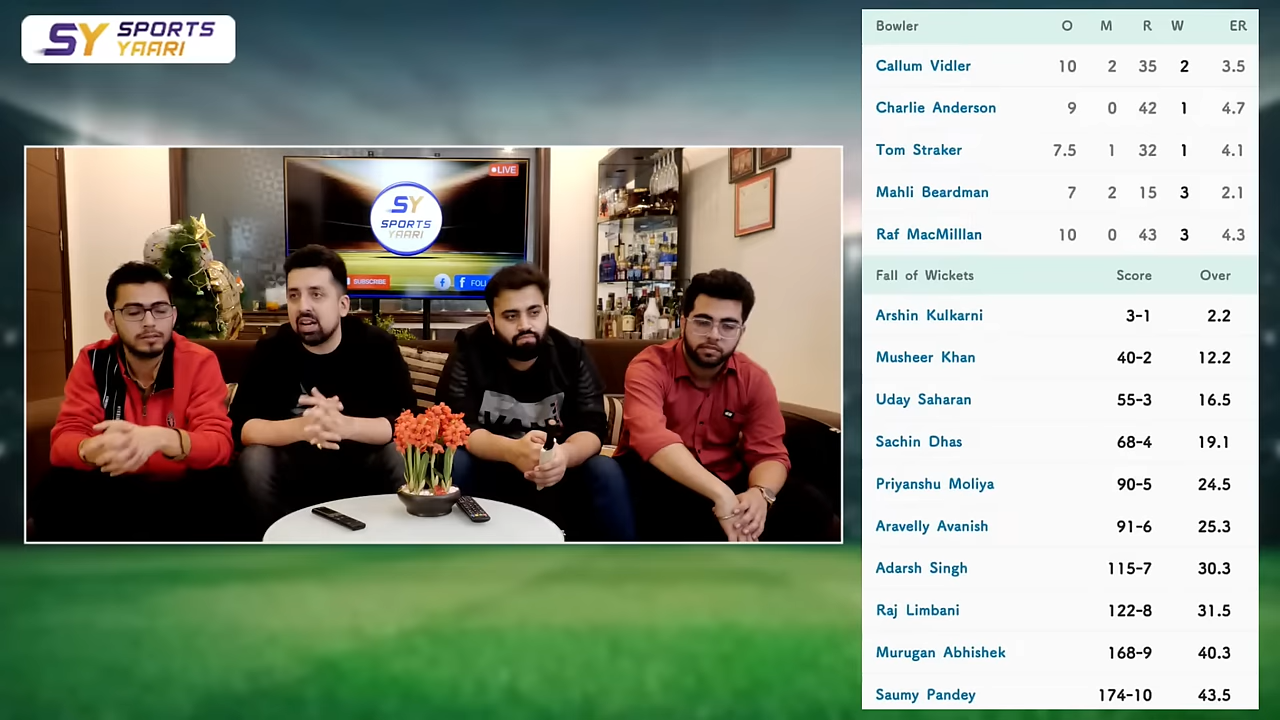 SY SPORTS
YAARI
LIVE
SY
SPORTS
YAARI
SUBSCRIBE
f
f FOLL
Bowler O M R W ER
Callum Vidler 10 2 35 2 3.5
Charlie Anderson 9 0 42 1 4.7
Tom Straker 7.5 1 32 1 4.1
Mahli Beardman 7 2 15 3 2.1
Raf MacMilllan 10 0 43 3 4.3
Fall of Wickets Score Over
Arshin Kulkarni 3-1 2.2
Musheer Khan 40-2 12.2
Uday Saharan 55-3 16.5
Sachin Dhas 68-4 19.1
Priyanshu Moliya 90-5 24.5
Aravelly Avanish 91-6 25.3
Adarsh Singh 115-7 30.3
Raj Limbani 122-8 31.5
Murugan Abhishek 168-9 40.3
Saumy Pandey 174-10 43.5